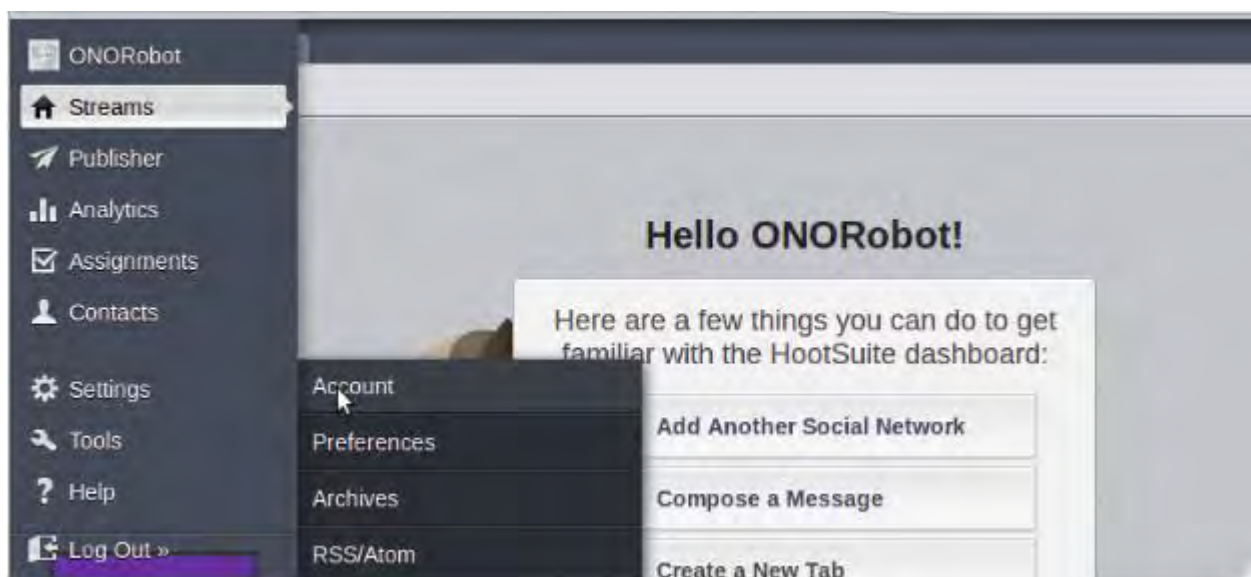 ONORobot
Streams
Publisher
Analytics
Assignments
Contacts
Settings
Tools
Help
Log Out »
Account
Preferences
Archives
RSS/Atom
Hello ONORobot!
Here are a few things you can do to get
familiar with the HootSuite dashboard:
Add Another Social Network
Compose a Message
Create a New Tab